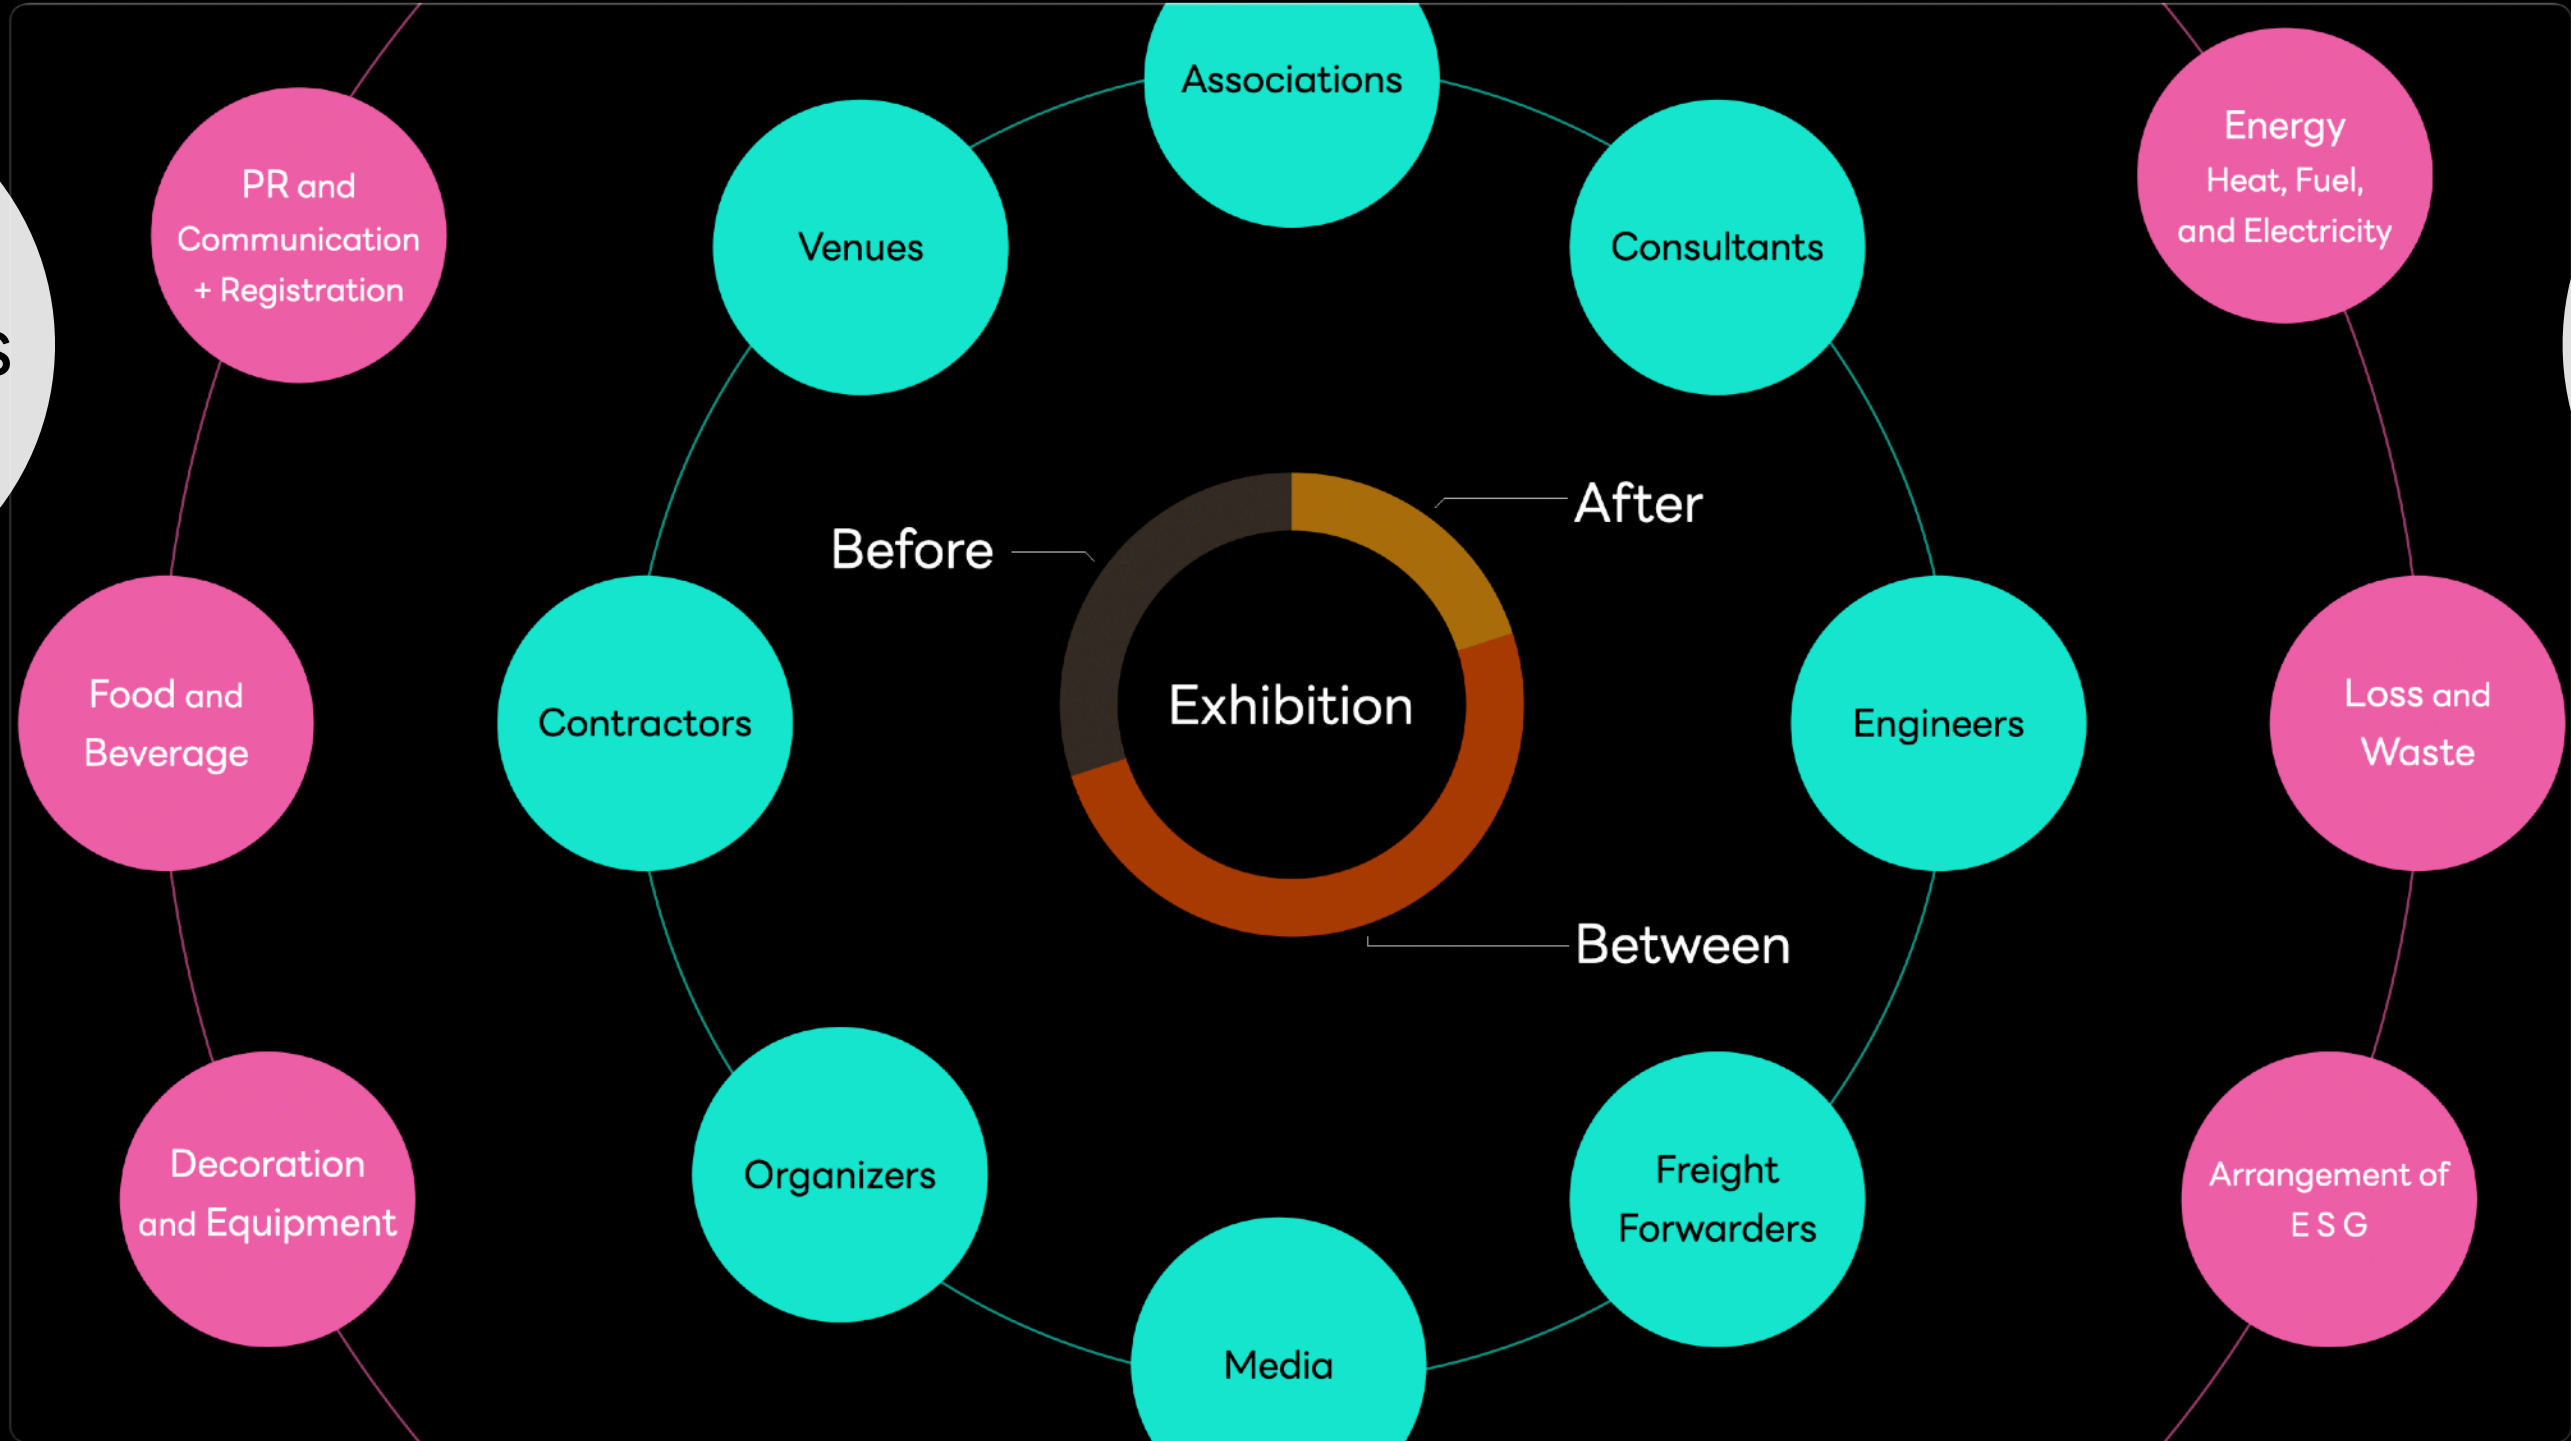 Associations
Venues
Consultants
PR and
Communication
+ Registration
Energy
Heat, Fuel,
and Electricity
s
Before
After
Exhibition
Between
Food and
Beverage
Contractors
Engineers
Loss and
Waste
Decoration
and Equipment
Organizers
Freight
Forwarders
Arrangement of
E S G
Media